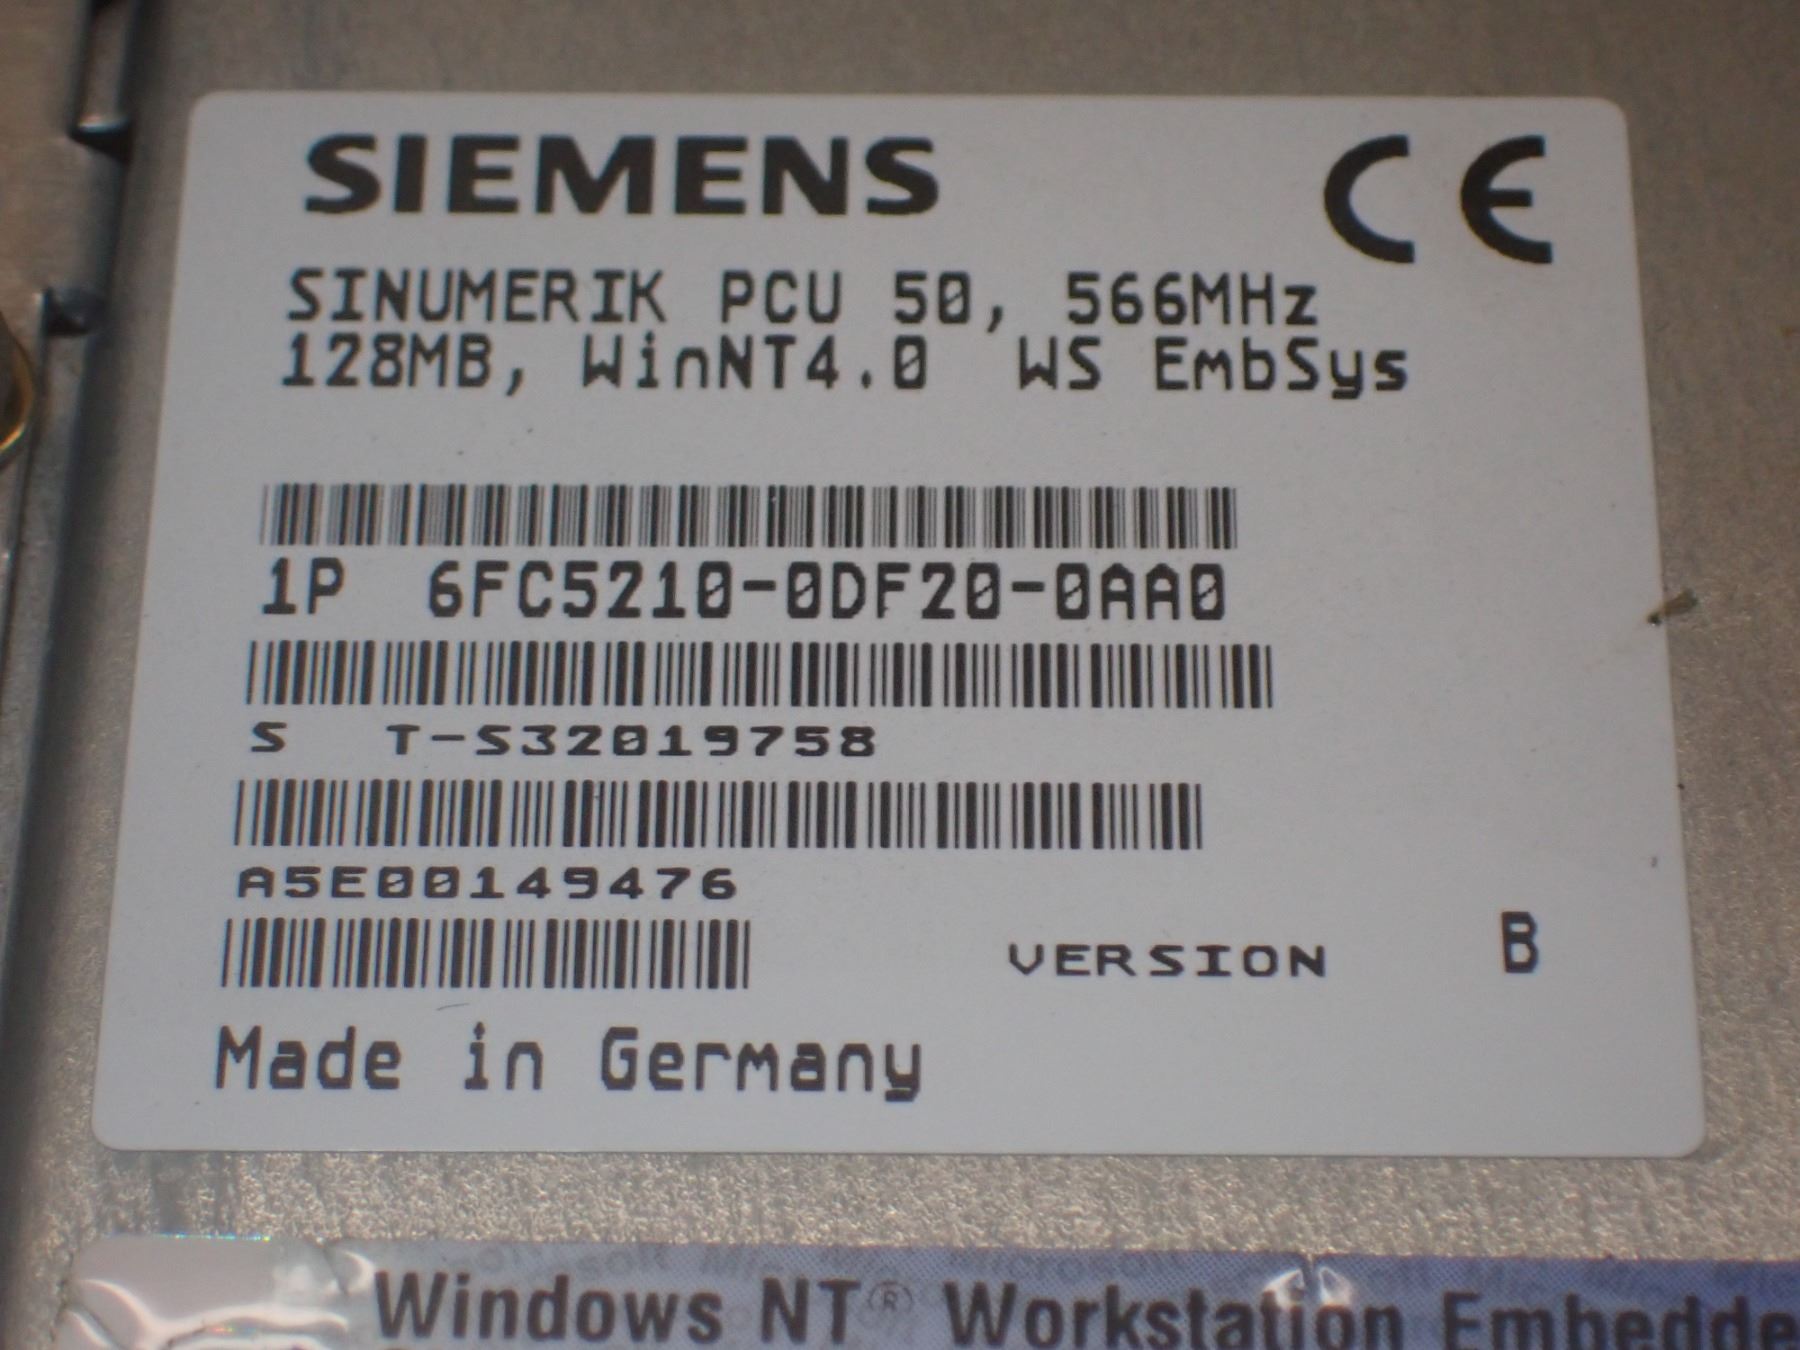 SIEMENS
CE
SINUMERIK PCU 50, 566MHz
128MB, WinNT4.0 WS EmbSys
1P 6FC5210-0DF20-0AA0
S T-S32019758
A5E00149476
VERSION B
Made in Germany
Windows NT® Workstation Embedde